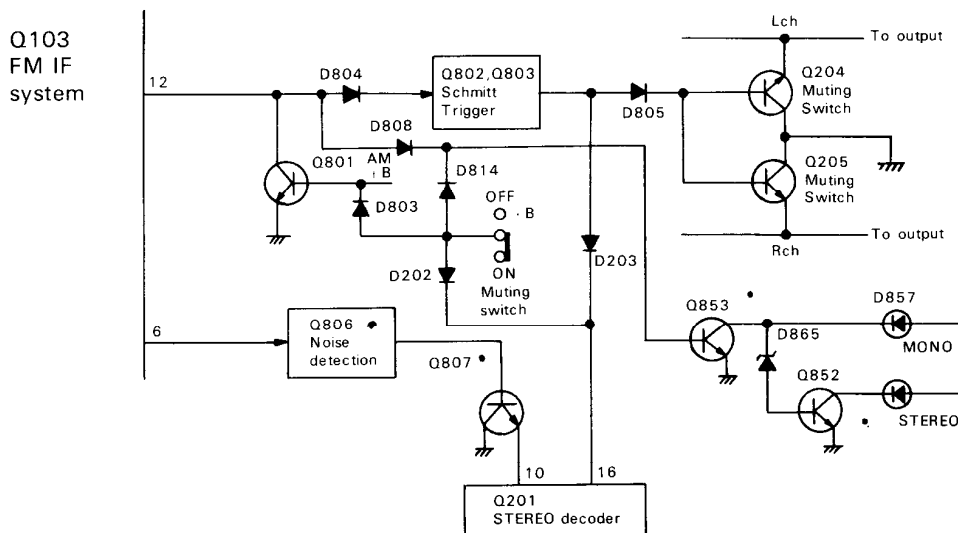 Q103
FM IF
system
12
D804
Q802,Q803
Schmitt
Trigger
D805
Lch
To output
Q204
Muting
Switch
D808
Q801
AM
+B
D803
D814
OFF
· B
D202
ON
Muting
switch
D203
Q205
Muting
Switch
Rch
To output
6
Q806
Noise
detection
Q807
Q853
D865
D857
MONO
Q852
STEREO
10
16
Q201
STEREO decoder